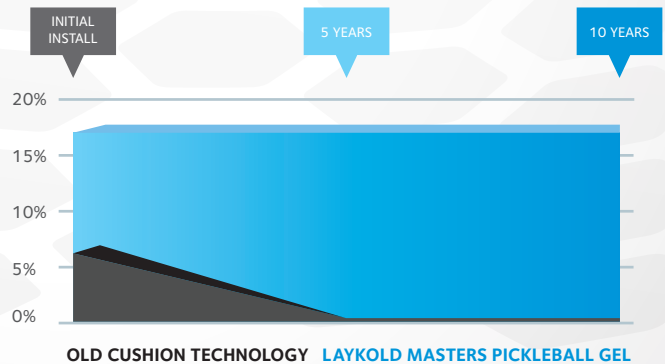 INITIAL
INSTALL
5 YEARS
10 YEARS
20%
15%
10%
5%
0%
OLD CUSHION TECHNOLOGY LAYKOLD MASTERS PICKLEBALL GEL